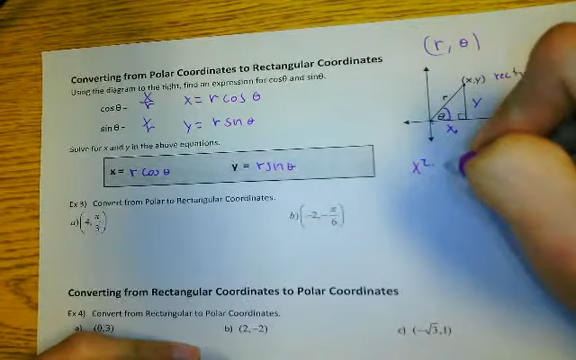 Converting from Polar Coordinates to Rectangular Coordinates
Using the diagram to the right, find an expression for cosθ and sinθ.
(r, θ)
cosθ = x/r x = r cos θ
sinθ = y/r y = r sin θ
(x,y)
r
θ
y
x
Solve for x and y in the above equations.
x = r cos θ y = r sin θ
x²
Ex 3) Convert from Polar to Rectangular Coordinates.
a) (4, π/3) b) (-2, -π/6)
Converting from Rectangular Coordinates to Polar Coordinates
Ex 4) Convert from Rectangular to Polar Coordinates.
a) (0,3) b) (2,-2) c) (-√3,1)